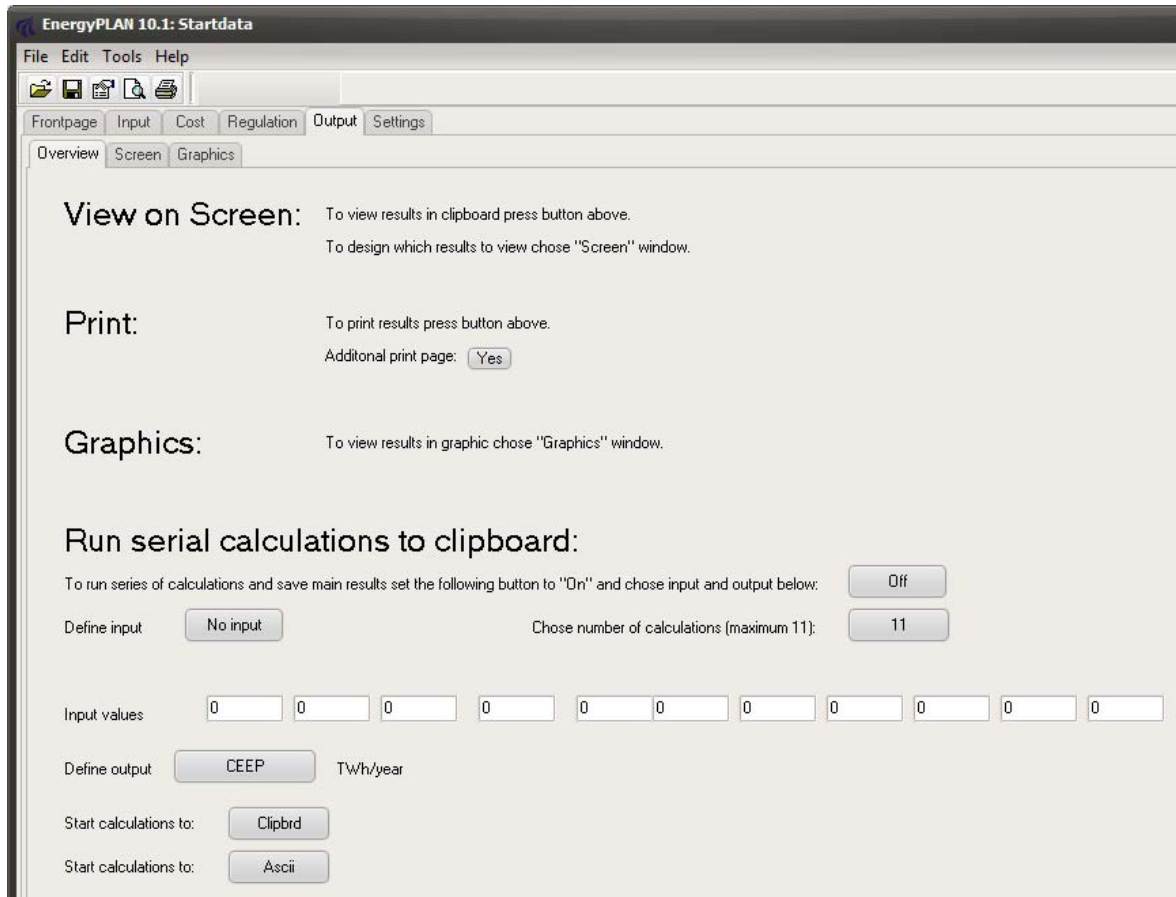 EnergyPLAN 10.1: Startdata
File Edit Tools Help
Frontpage Input Cost Regulation Output Settings
Overview Screen Graphics
View on Screen: To view results in clipboard press button above.
To design which results to view chose "Screen" window.
Print: To print results press button above.
Additonal print page: Yes
Graphics: To view results in graphic chose "Graphics" window.
Run serial calculations to clipboard:
To run series of calculations and save main results set the following button to "On" and chose input and output below: Off
Define input No input Chose number of calculations (maximum 11): 11
Input values 0 0 0 0 0 0 0 0 0 0 0
Define output CEEP TWh/year
Start calculations to: Clipbrd
Start calculations to: Ascii